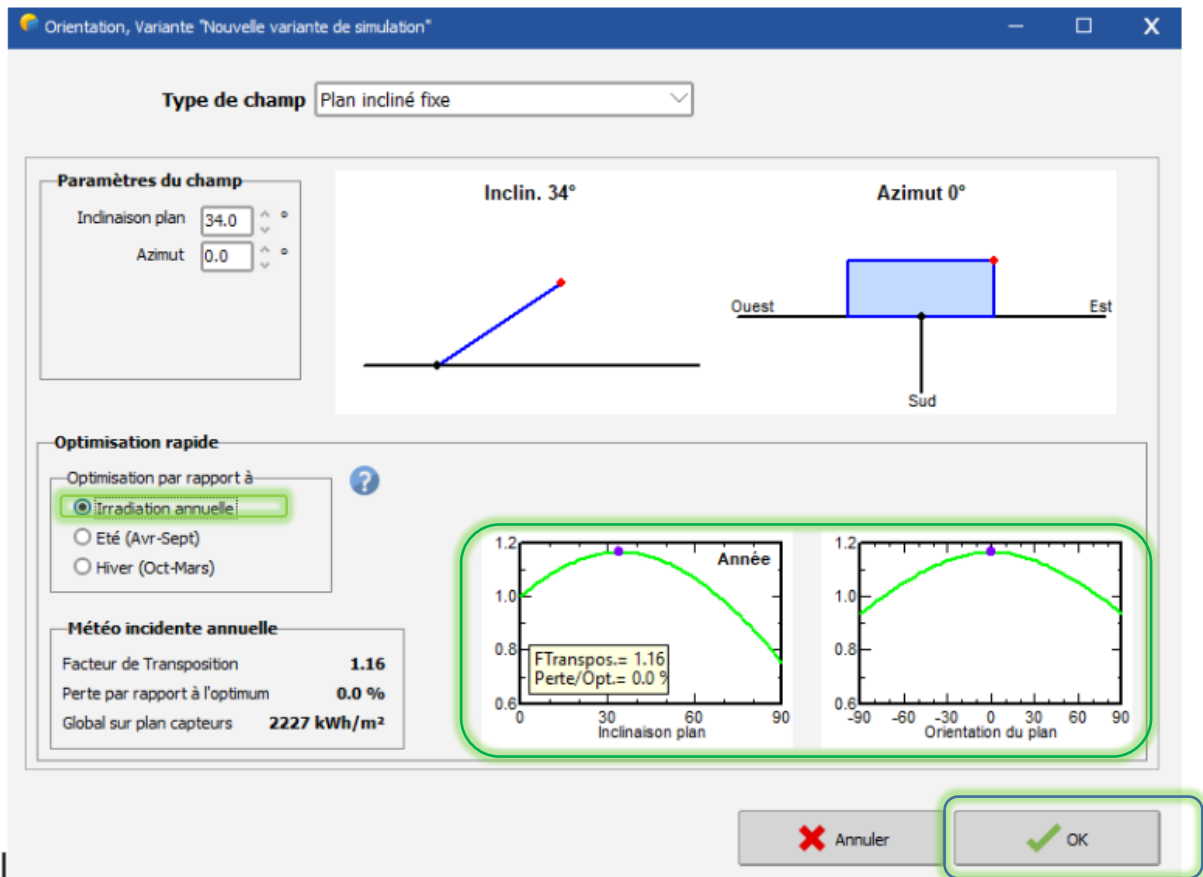 Orientation, Variante "Nouvelle variante de simulation"
Type de champ Plan incliné fixe
Paramètres du champ
Inclinaison plan 34.0 °
Azimut 0.0 °
Inclin. 34°
Azimut 0°
Ouest
Est
Sud
Optimisation rapide
Optimisation par rapport à
Irradiation annuelle
Eté (Avr-Sept)
Hiver (Oct-Mars)
?
Météo incidente annuelle
Facteur de Transposition 1.16
Perte par rapport à l'optimum 0.0 %
Global sur plan capteurs 2227 kWh/m²
1.2
1.0
0.8
0.6
Année
FTranspos.= 1.16
Perte/Opt.= 0.0 %
0 30 60 90
Inclinaison plan
1.2
1.0
0.8
0.6
-90 -60 -30 0 30 60 90
Orientation du plan
Annuler
OK